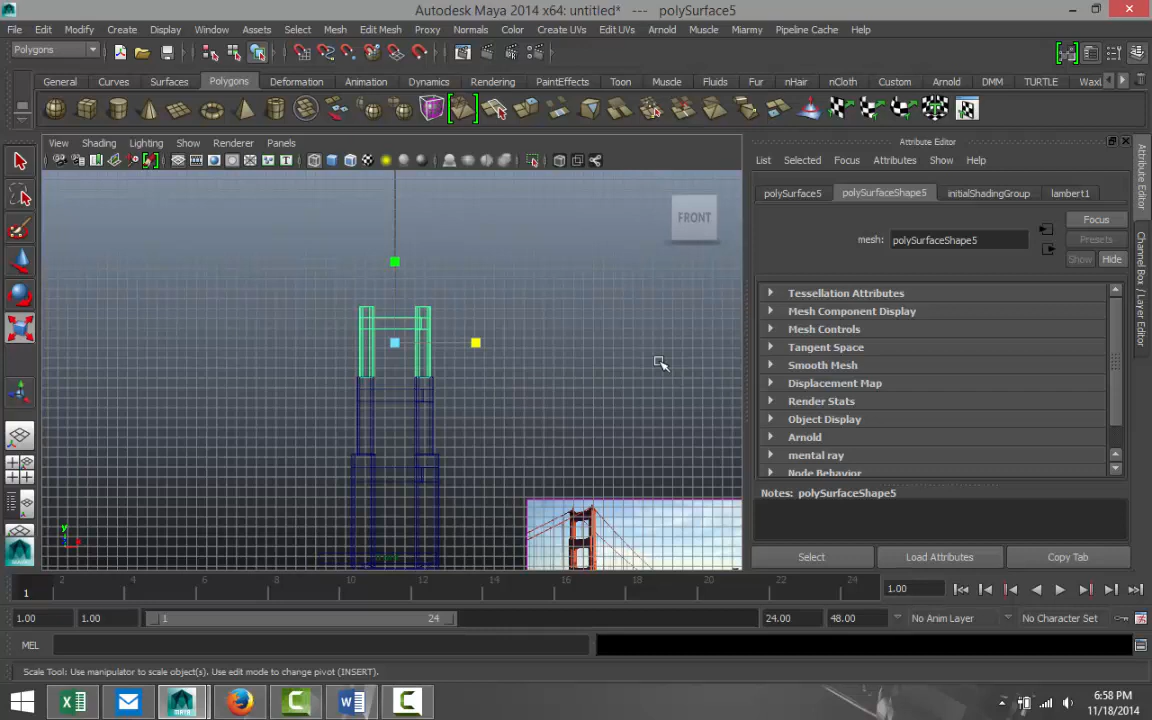 Autodesk Maya 2014 x64: untitled* --- polySurface5
File Edit Modify Create Display Window Assets Select Mesh Edit Mesh Proxy Normals Color Create UVs Edit UVs Arnold Muscle Miarmy Pipeline Cache Help
Polygons
General Curves Surfaces Polygons Deformation Animation Dynamics Rendering PaintEffects Toon Muscle Fluids Fur nHair nCloth Custom Arnold DMM TURTLE
View Shading Lighting Show Renderer Panels
FRONT
y
Attribute Editor
List Selected Focus Attributes Show Help
polySurface5 polySurfaceShape5 initialShadingGroup lambert1
Focus
mesh: polySurfaceShape5
Presets
Show Hide
Tessellation Attributes
Mesh Component Display
Mesh Controls
Tangent Space
Smooth Mesh
Displacement Map
Render Stats
Object Display
Arnold
mental ray
Node Behavior
Notes: polySurfaceShape5
Select Load Attributes Copy Tab
Attribute Editor
Channel Box / Layer Editor
2 4 6 8 10 12 14 16 18 20 22 24
1
1.00
1.00 1.00 1 24 24.00 48.00 No Anim Layer No Character Set
MEL
Scale Tool: Use manipulator to scale object(s). Use edit mode to change pivot (INSERT).
6:58 PM
11/18/2014